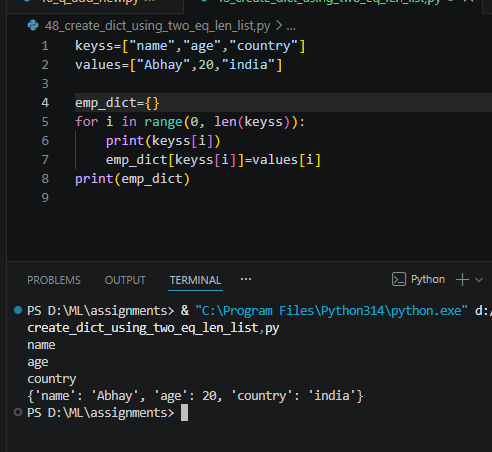 48_create_dict_using_two_eq_len_list,py > ...
1 keyss=["name","age","country"]
2 values=["Abhay",20,"india"]
3
4 emp_dict={}
5 for i in range(0, len(keyss)):
6 print(keyss[i])
7 emp_dict[keyss[i]]=values[i]
8 print(emp_dict)
9
PROBLEMS OUTPUT TERMINAL ... Python
PS D:\ML\assignments> & "C:\Program Files\Python314\python.exe" d:/
create_dict_using_two_eq_len_list,py
name
age
country
{'name': 'Abhay', 'age': 20, 'country': 'india'}
PS D:\ML\assignments>